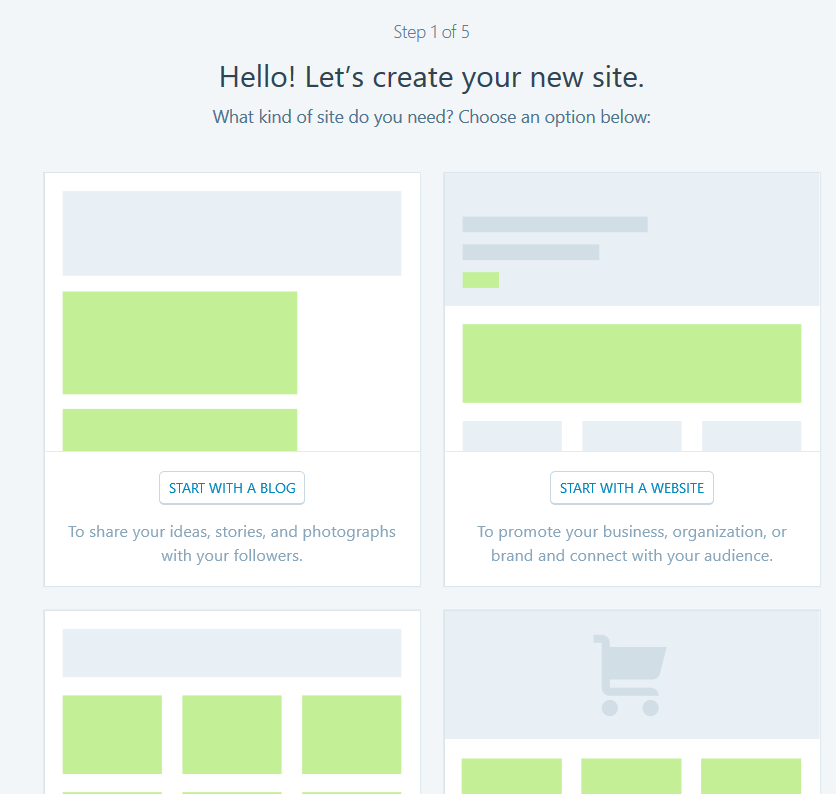 Step 1 of 5
Hello! Let’s create your new site.
What kind of site do you need? Choose an option below:
START WITH A BLOG
To share your ideas, stories, and photographs
with your followers.
START WITH A WEBSITE
To promote your business, organization, or
brand and connect with your audience.